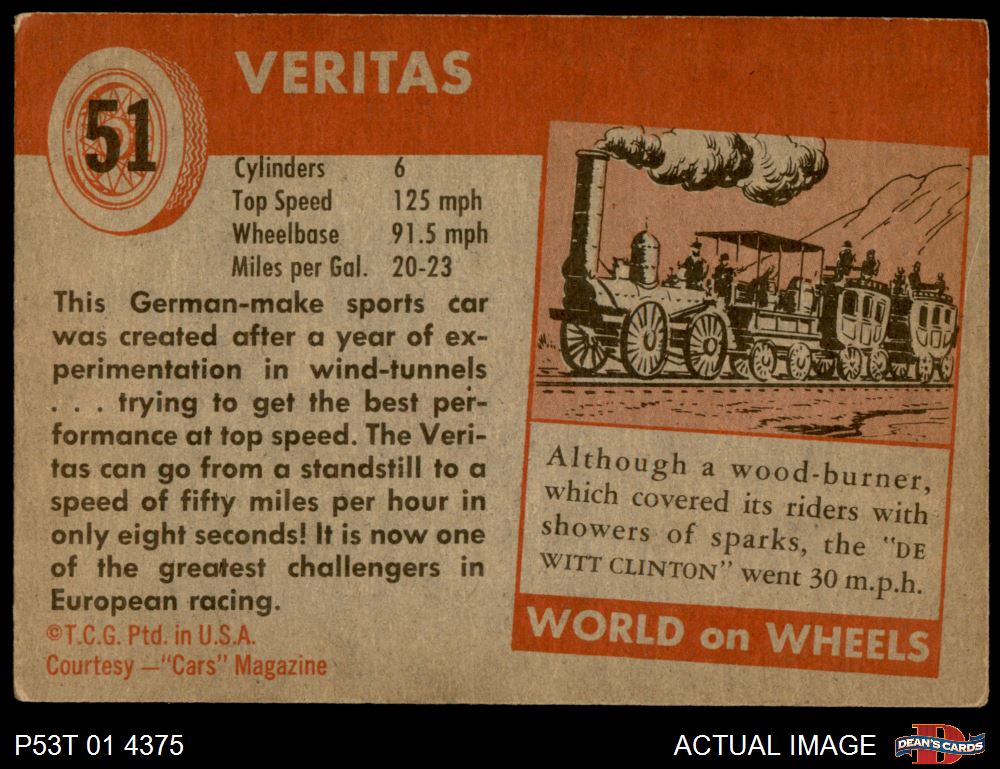 51
VERITAS
Cylinders 6
Top Speed 125 mph
Wheelbase 91.5 mph
Miles per Gal. 20-23
This German-make sports car
was created after a year of ex-
perimentation in wind-tunnels
. . . trying to get the best per-
formance at top speed. The Veri-
tas can go from a standstill to a
speed of fifty miles per hour in
only eight seconds! It is now one
of the greatest challengers in
European racing.
©T.C.G. Ptd. in U.S.A.
Courtesy —"Cars" Magazine
Although a wood-burner,
which covered its riders with
showers of sparks, the "DE
WITT CLINTON" went 30 m.p.h.
WORLD on WHEELS
P53T 01 4375
ACTUAL IMAGE
D
DEAN'S CARDS